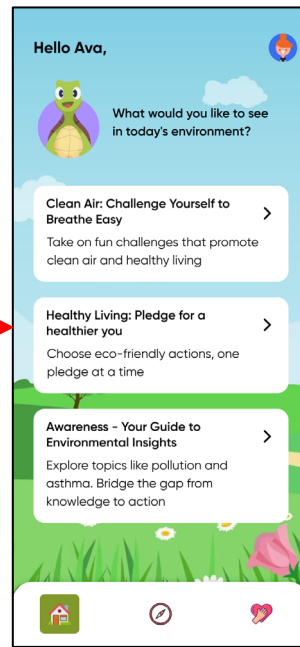 Hello Ava,
What would you like to see
in today's environment?
Clean Air: Challenge Yourself to
Breathe Easy
Take on fun challenges that promote
clean air and healthy living
Healthy Living: Pledge for a
healthier you
Choose eco-friendly actions, one
pledge at a time
Awareness - Your Guide to
Environmental Insights
Explore topics like pollution and
asthma. Bridge the gap from
knowledge to action